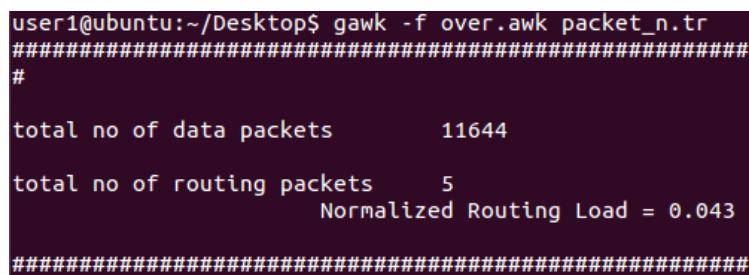 user1@ubuntu:~/Desktop$ gawk -f over.awk packet_n.tr
#######################################################
#
total no of data packets        11644
total no of routing packets     5
                       Normalized Routing Load = 0.043
#######################################################